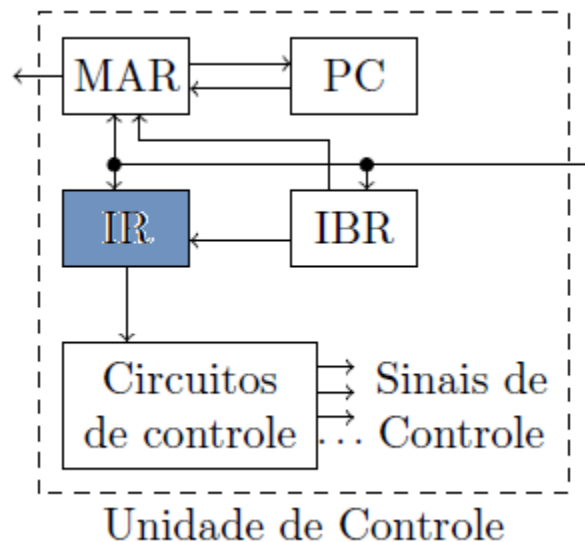 MAR
PC
IR
IBR
Circuitos
de controle
Sinais de
... Controle
Unidade de Controle